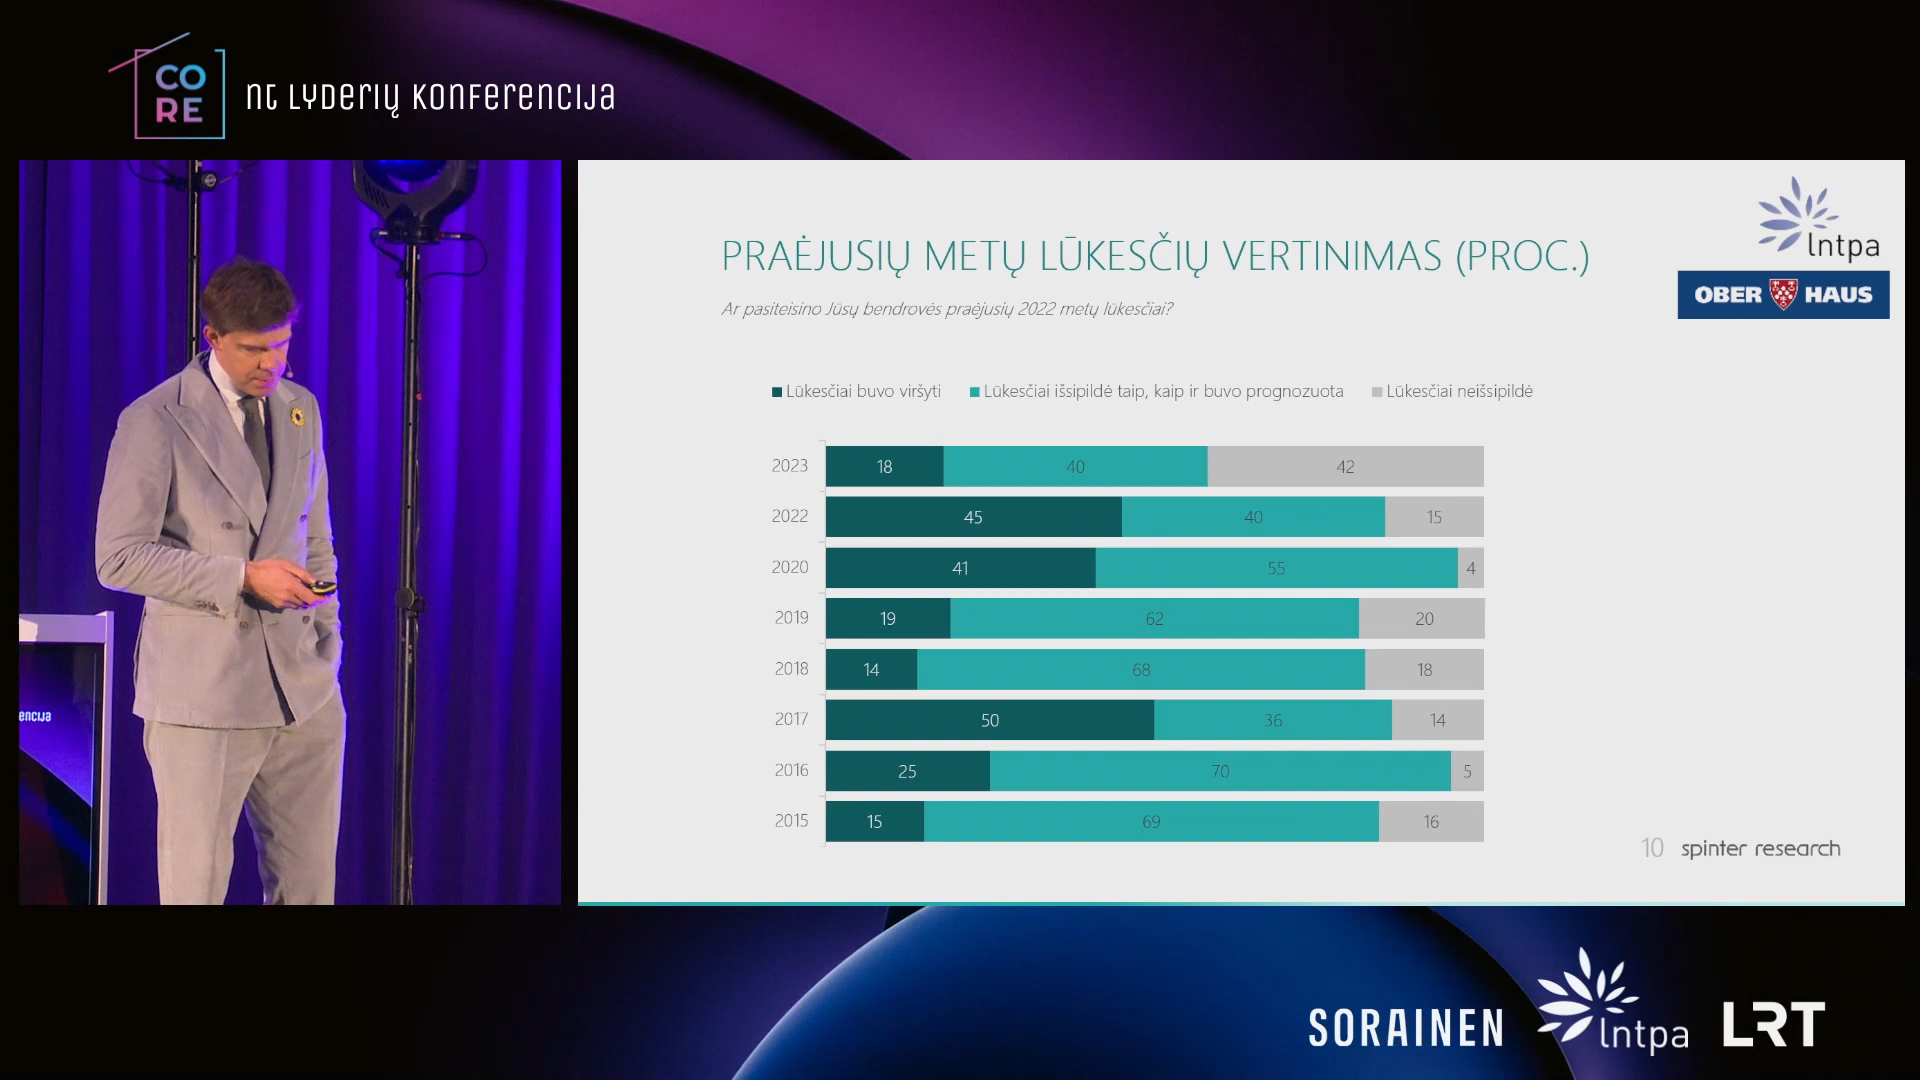 CO
RE
nt Lyderių Konferencija
lntpa
OBER HAUS
PRAĖJUSIŲ METŲ LŪKESČIŲ VERTINIMAS (PROC.)
Ar pasiteisino Jūsų bendrovės praėjusių 2022 metų lūkesčiai?
Lūkesčiai buvo viršyti Lūkesčiai išsipildė taip, kaip ir buvo prognozuota Lūkesčiai neišsipildė
2023 18 40 42
2022 45 40 15
2020 41 55 4
2019 19 62 20
2018 14 68 18
2017 50 36 14
2016 25 70 5
2015 15 69 16
10 spinter research
encija
SORAINEN lntpa LRT